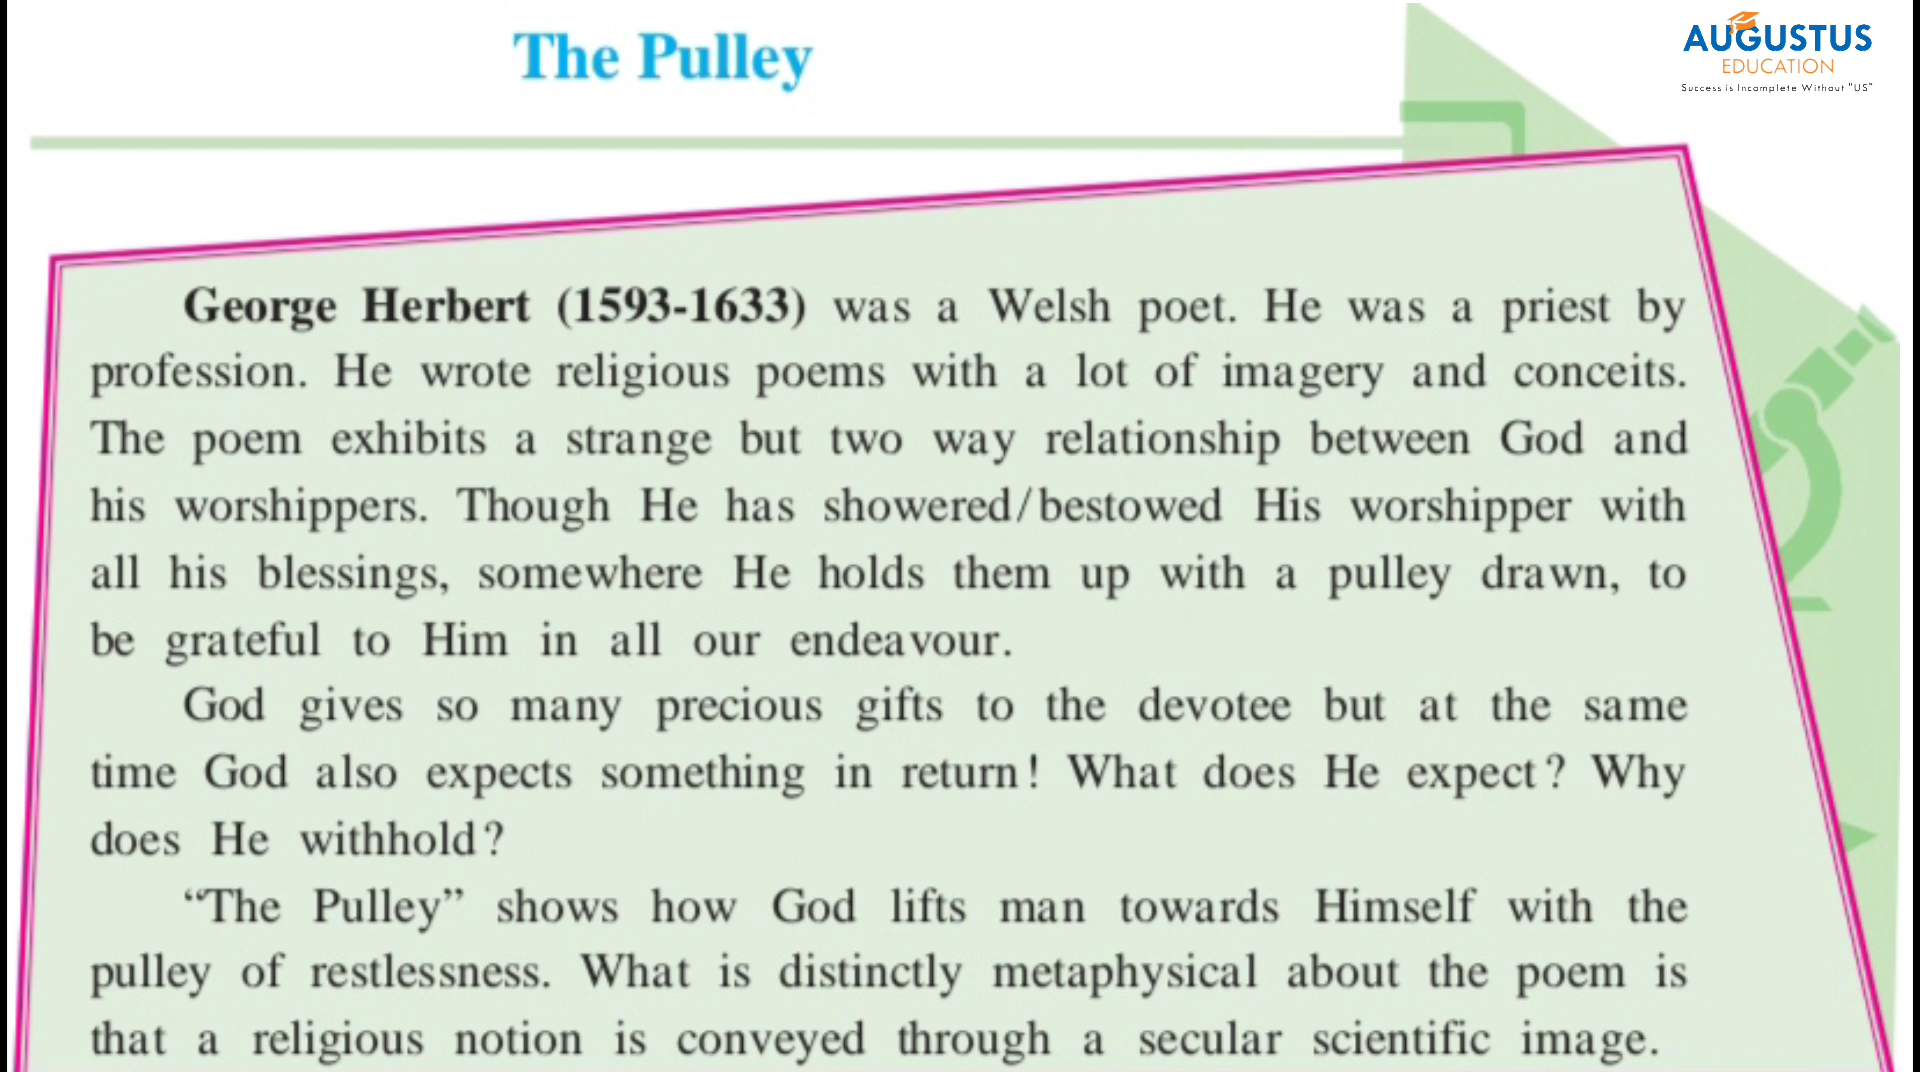 The Pulley
AUGUSTUS
EDUCATION
Success is Incomplete Without "US"
George Herbert (1593-1633) was a Welsh poet. He was a priest by
profession. He wrote religious poems with a lot of imagery and conceits.
The poem exhibits a strange but two way relationship between God and
his worshippers. Though He has showered/bestowed His worshipper with
all his blessings, somewhere He holds them up with a pulley drawn, to
be grateful to Him in all our endeavour.
God gives so many precious gifts to the devotee but at the same
time God also expects something in return! What does He expect? Why
does He withhold?
“The Pulley” shows how God lifts man towards Himself with the
pulley of restlessness. What is distinctly metaphysical about the poem is
that a religious notion is conveyed through a secular scientific image.